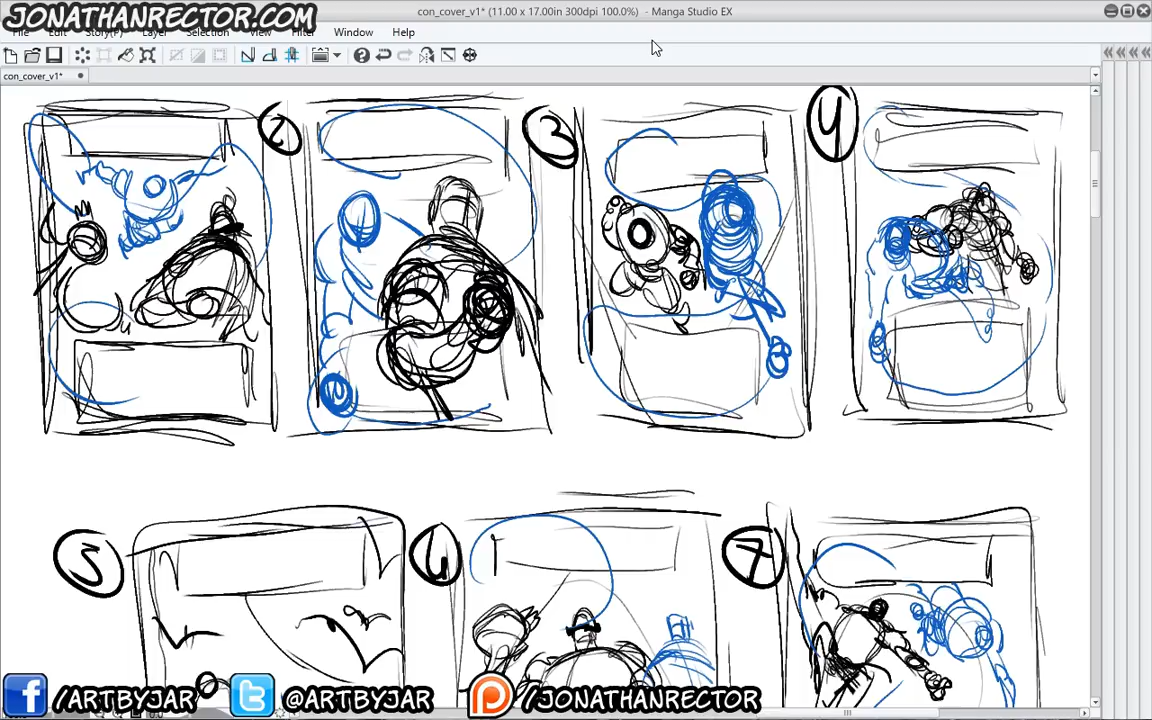 JONATHANRECTOR.COM
con_cover_v1* (11.00 x 17.00in 300dpi 100.0%) - Manga Studio EX
File Edit Story(P) Layer Selection View Filter Window Help
con_cover_v1*
2 3 4
5 6 7
/ARTBYJAR @ARTBYJAR /JONATHANRECTOR